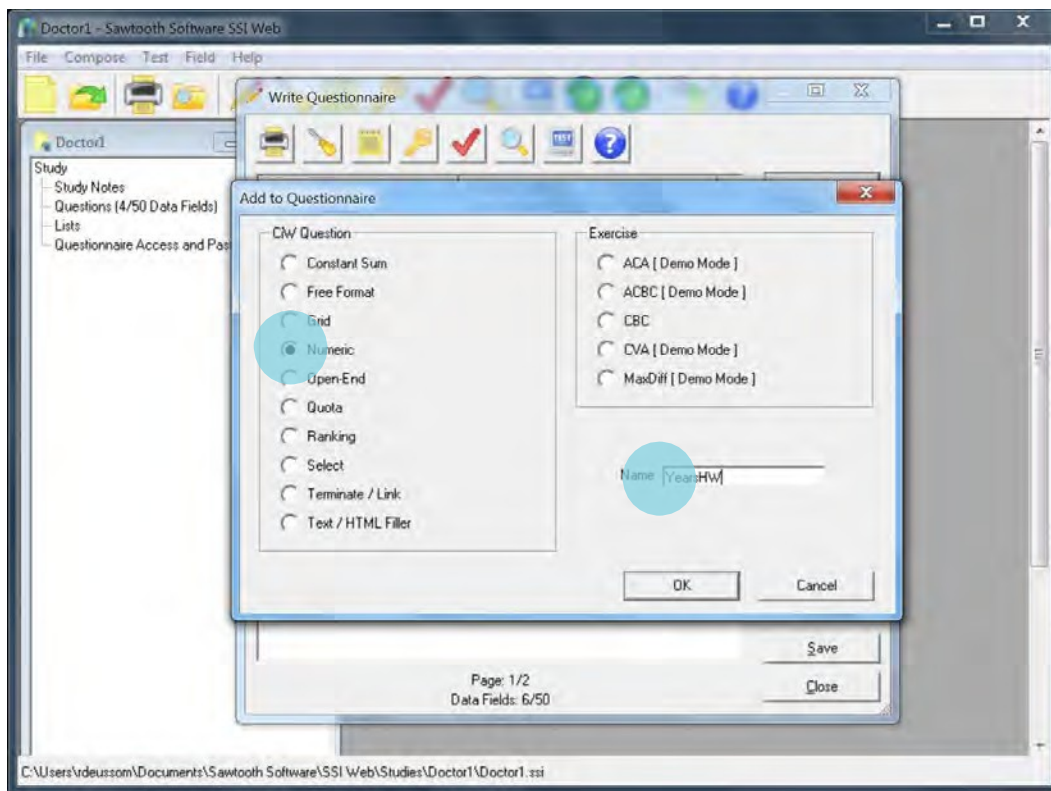 Doctor1 - Sawtooth Software SSI Web
File Compose Test Field Help
Write Questionnaire
Doctor1
TEST
Study
Study Notes
Questions (4/50 Data Fields)
Lists
Questionnaire Access and Pas
Add to Questionnaire
CiW Question
Constant Sum
Free Format
Grid
Numeric
Open-End
Quota
Ranking
Select
Terminate / Link
Text / HTML Filler
Exercise
ACA [ Demo Mode ]
ACBC [ Demo Mode ]
CBC
CVA [ Demo Mode ]
MaxDiff [ Demo Mode ]
Name YearsHW
OK Cancel
Save
Page: 1/2
Data Fields: 6/50
Close
C:\Users\rdeussom\Documents\Sawtooth Software\SSI Web\Studies\Doctor1\Doctor1.ssi